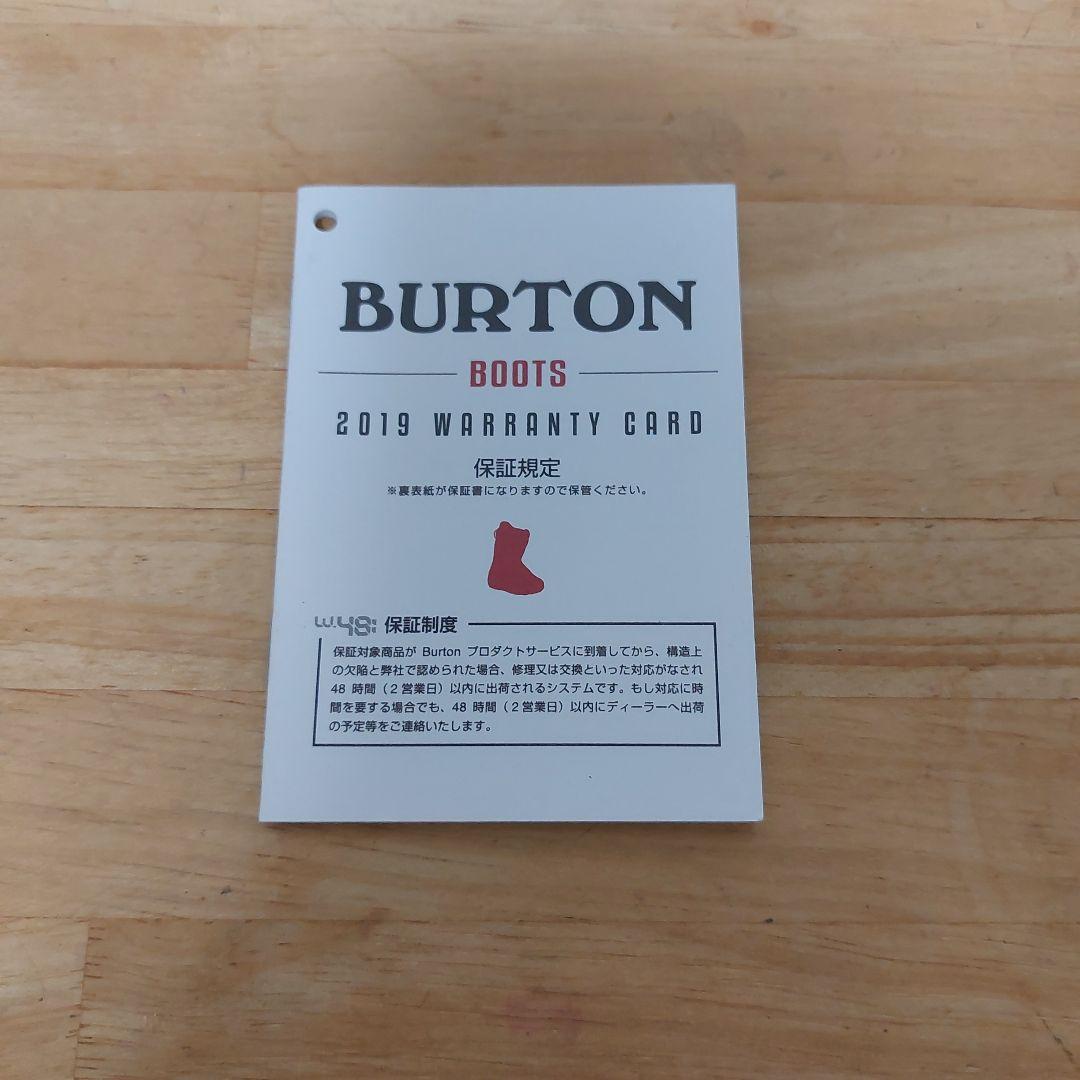 BURTON
BOOTS
2019 WARRANTY CARD
保証規定
※裏表紙が保証書になりますので保管ください。
W.48: 保証制度
保証対象商品が Burton プロダクトサービスに到着してから、構造上
の欠陥と弊社で認められた場合、修理又は交換といった対応がなされ
48 時間（2営業日）以内に出荷されるシステムです。もし対応に時
間を要する場合でも、48 時間（2営業日）以内にディーラーへ出荷
の予定等をご連絡いたします。